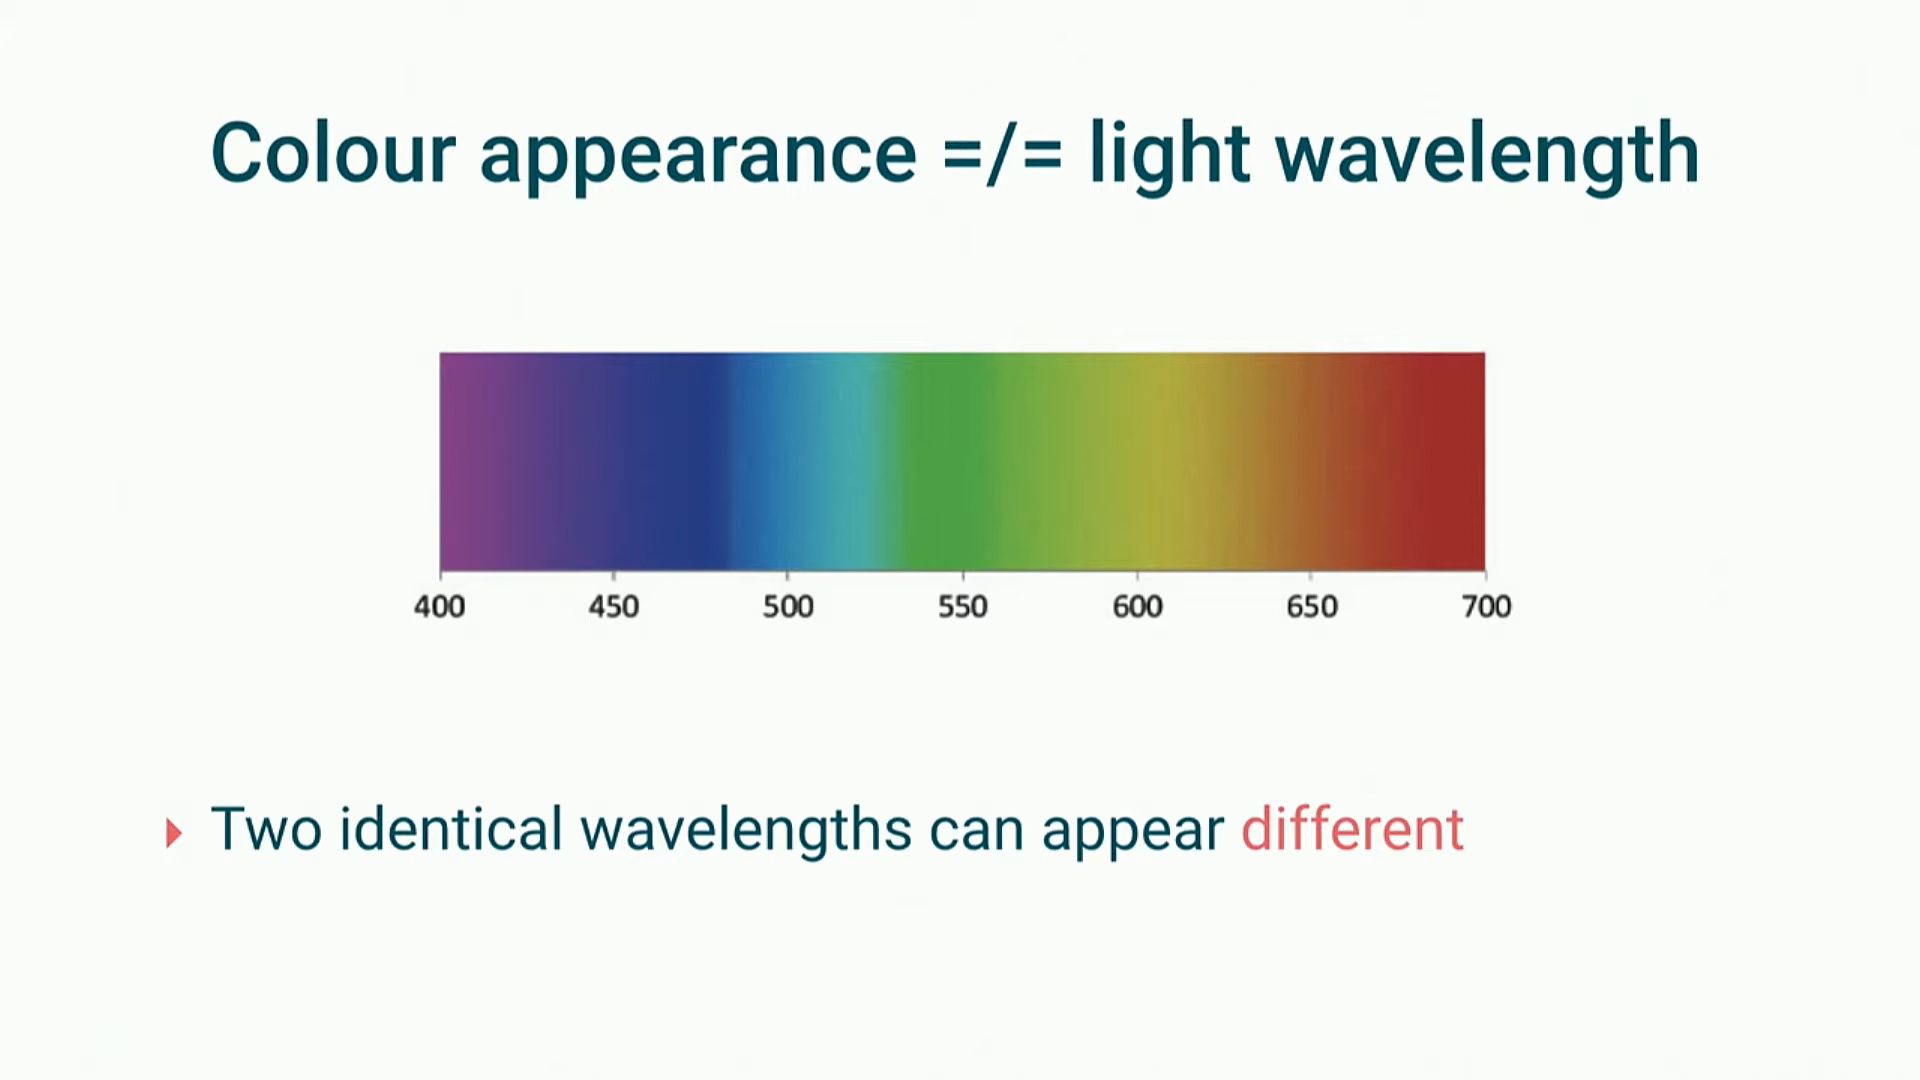 Colour appearance =/= light wavelength
400 450 500 550 600 650 700
Two identical wavelengths can appear different